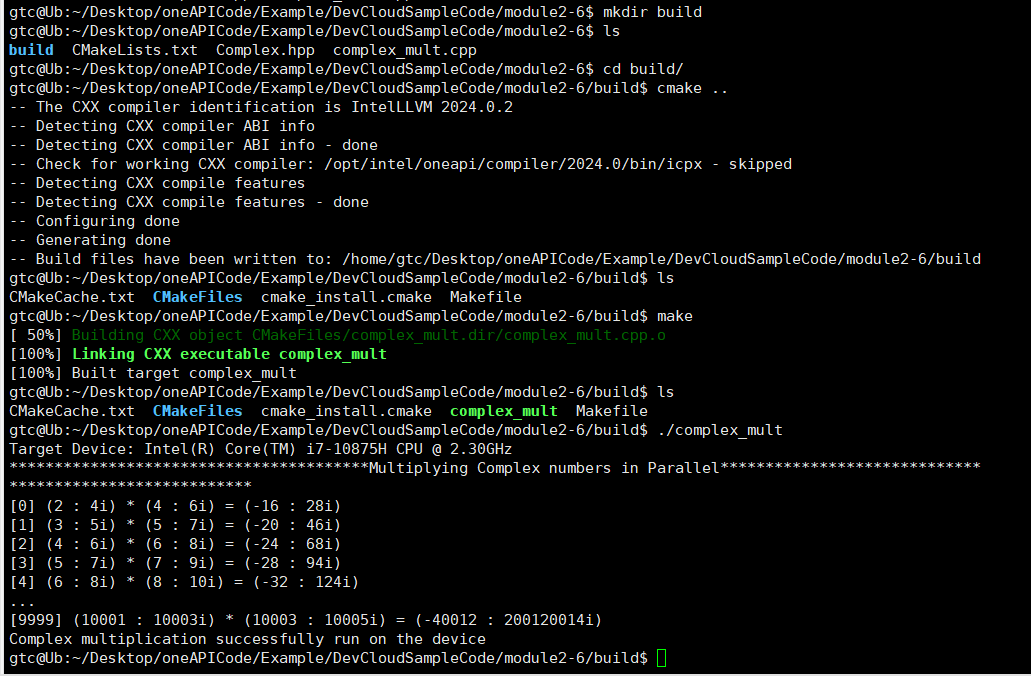 gtc@Ub:~/Desktop/oneAPICode/Example/DevCloudSampleCode/module2-6$ mkdir build
gtc@Ub:~/Desktop/oneAPICode/Example/DevCloudSampleCode/module2-6$ ls
build  CMakeLists.txt  Complex.hpp  complex_mult.cpp
gtc@Ub:~/Desktop/oneAPICode/Example/DevCloudSampleCode/module2-6$ cd build/
gtc@Ub:~/Desktop/oneAPICode/Example/DevCloudSampleCode/module2-6/build$ cmake ..
-- The CXX compiler identification is IntelLLVM 2024.0.2
-- Detecting CXX compiler ABI info
-- Detecting CXX compiler ABI info - done
-- Check for working CXX compiler: /opt/intel/oneapi/compiler/2024.0/bin/icpx - skipped
-- Detecting CXX compile features
-- Detecting CXX compile features - done
-- Configuring done
-- Generating done
-- Build files have been written to: /home/gtc/Desktop/oneAPICode/Example/DevCloudSampleCode/module2-6/build
gtc@Ub:~/Desktop/oneAPICode/Example/DevCloudSampleCode/module2-6/build$ ls
CMakeCache.txt  CMakeFiles  cmake_install.cmake  Makefile
gtc@Ub:~/Desktop/oneAPICode/Example/DevCloudSampleCode/module2-6/build$ make
[ 50%] Building CXX object CMakeFiles/complex_mult.dir/complex_mult.cpp.o
[100%] Linking CXX executable complex_mult
[100%] Built target complex_mult
gtc@Ub:~/Desktop/oneAPICode/Example/DevCloudSampleCode/module2-6/build$ ls
CMakeCache.txt  CMakeFiles  cmake_install.cmake  complex_mult  Makefile
gtc@Ub:~/Desktop/oneAPICode/Example/DevCloudSampleCode/module2-6/build$ ./complex_mult
Target Device: Intel(R) Core(TM) i7-10875H CPU @ 2.30GHz
****************************************Multiplying Complex numbers in Parallel*****************************
***************************
[0] (2 : 4i) * (4 : 6i) = (-16 : 28i)
[1] (3 : 5i) * (5 : 7i) = (-20 : 46i)
[2] (4 : 6i) * (6 : 8i) = (-24 : 68i)
[3] (5 : 7i) * (7 : 9i) = (-28 : 94i)
[4] (6 : 8i) * (8 : 10i) = (-32 : 124i)
...
[9999] (10001 : 10003i) * (10003 : 10005i) = (-40012 : 200120014i)
Complex multiplication successfully run on the device
gtc@Ub:~/Desktop/oneAPICode/Example/DevCloudSampleCode/module2-6/build$